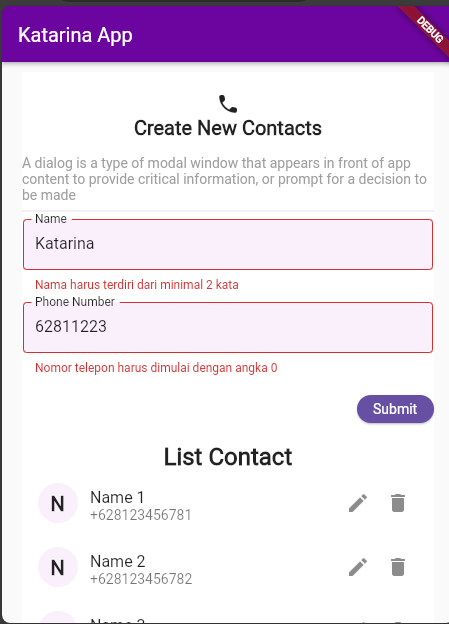 Katarina App
DEBUG
Create New Contacts
A dialog is a type of modal window that appears in front of app
content to provide critical information, or prompt for a decision to
be made
Name
Katarina
Nama harus terdiri dari minimal 2 kata
Phone Number
62811223
Nomor telepon harus dimulai dengan angka 0
Submit
List Contact
N
Name 1
+628123456781
N
Name 2
+628123456782